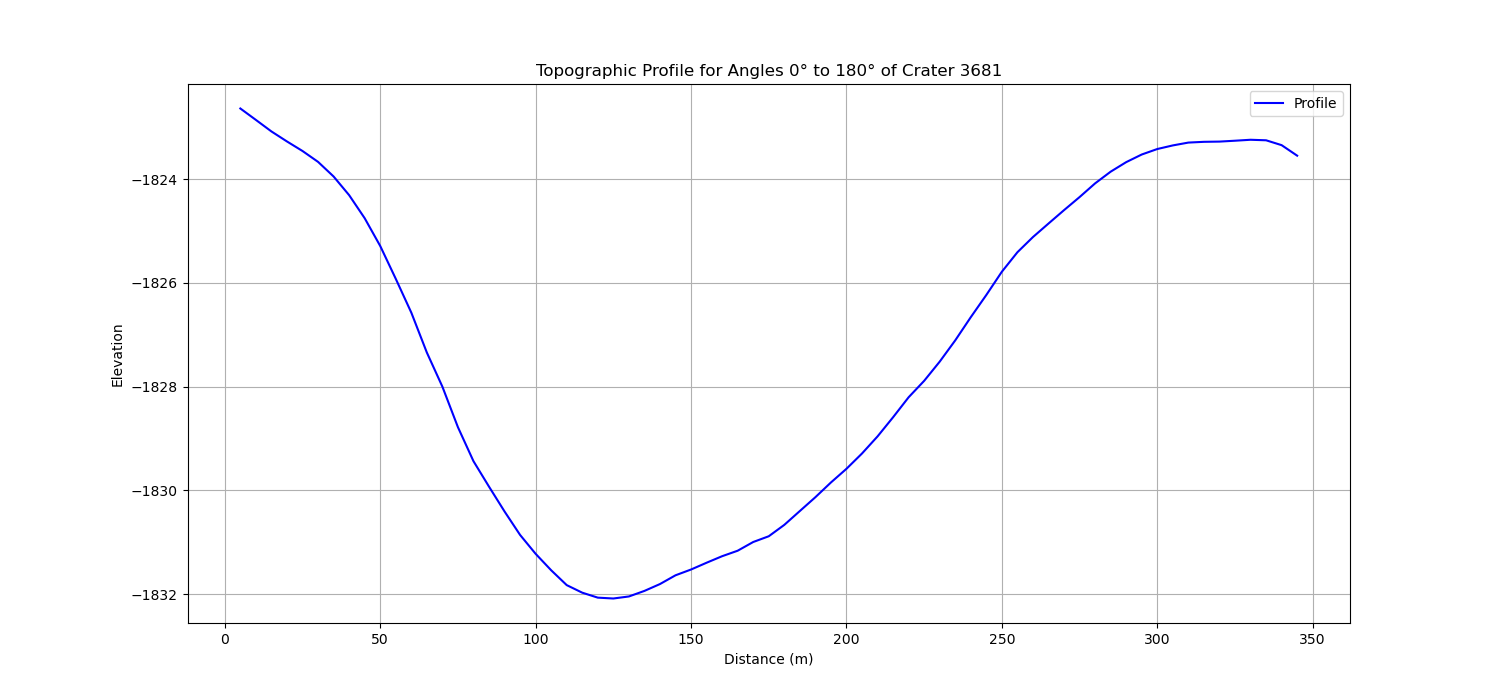 Topographic Profile for Angles 0° to 180° of Crater 3681
Profile
−1824
−1826
−1828
−1830
−1832
Elevation
0 50 100 150 200 250 300 350
Distance (m)